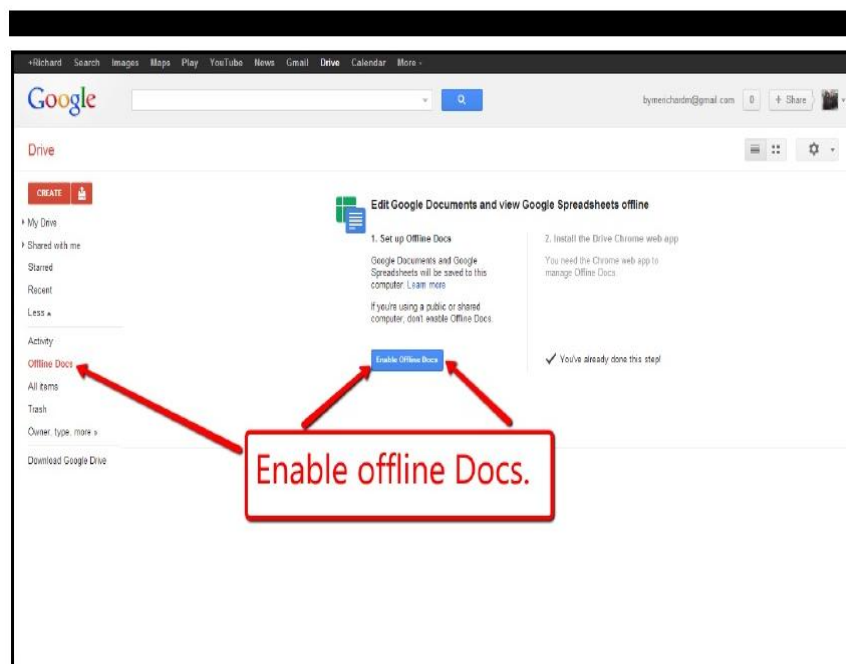 +Richard Search Images Maps Play YouTube News Gmail Drive Calendar More
Google
bymerichardm@gmail.com 0 + Share
Drive
CREATE
My Drive
Shared with me
Starred
Recent
Less
Activity
Offline Docs
All items
Trash
Owner, type, more »
Download Google Drive
Edit Google Documents and view Google Spreadsheets offline
1. Set up Offline Docs
Google Documents and Google
Spreadsheets will be saved to this
computer. Learn more
If you're using a public or shared
computer, don't enable Offline Docs.
Enable Offline Docs
2. Install the Drive Chrome web app
You need the Chrome web app to
manage Offline Docs.
You've already done this step!
Enable offline Docs.